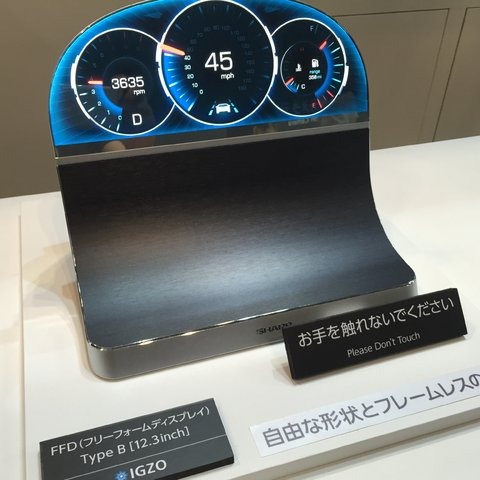 3635
rpm
D
45
mph
F
range
358mi
C
E
SHARP
お手を触れないでください
Please Don't Touch
FFD(フリーフォームディスプレイ)
Type B [12.3inch]
IGZO
自由な形状とフレームレスの